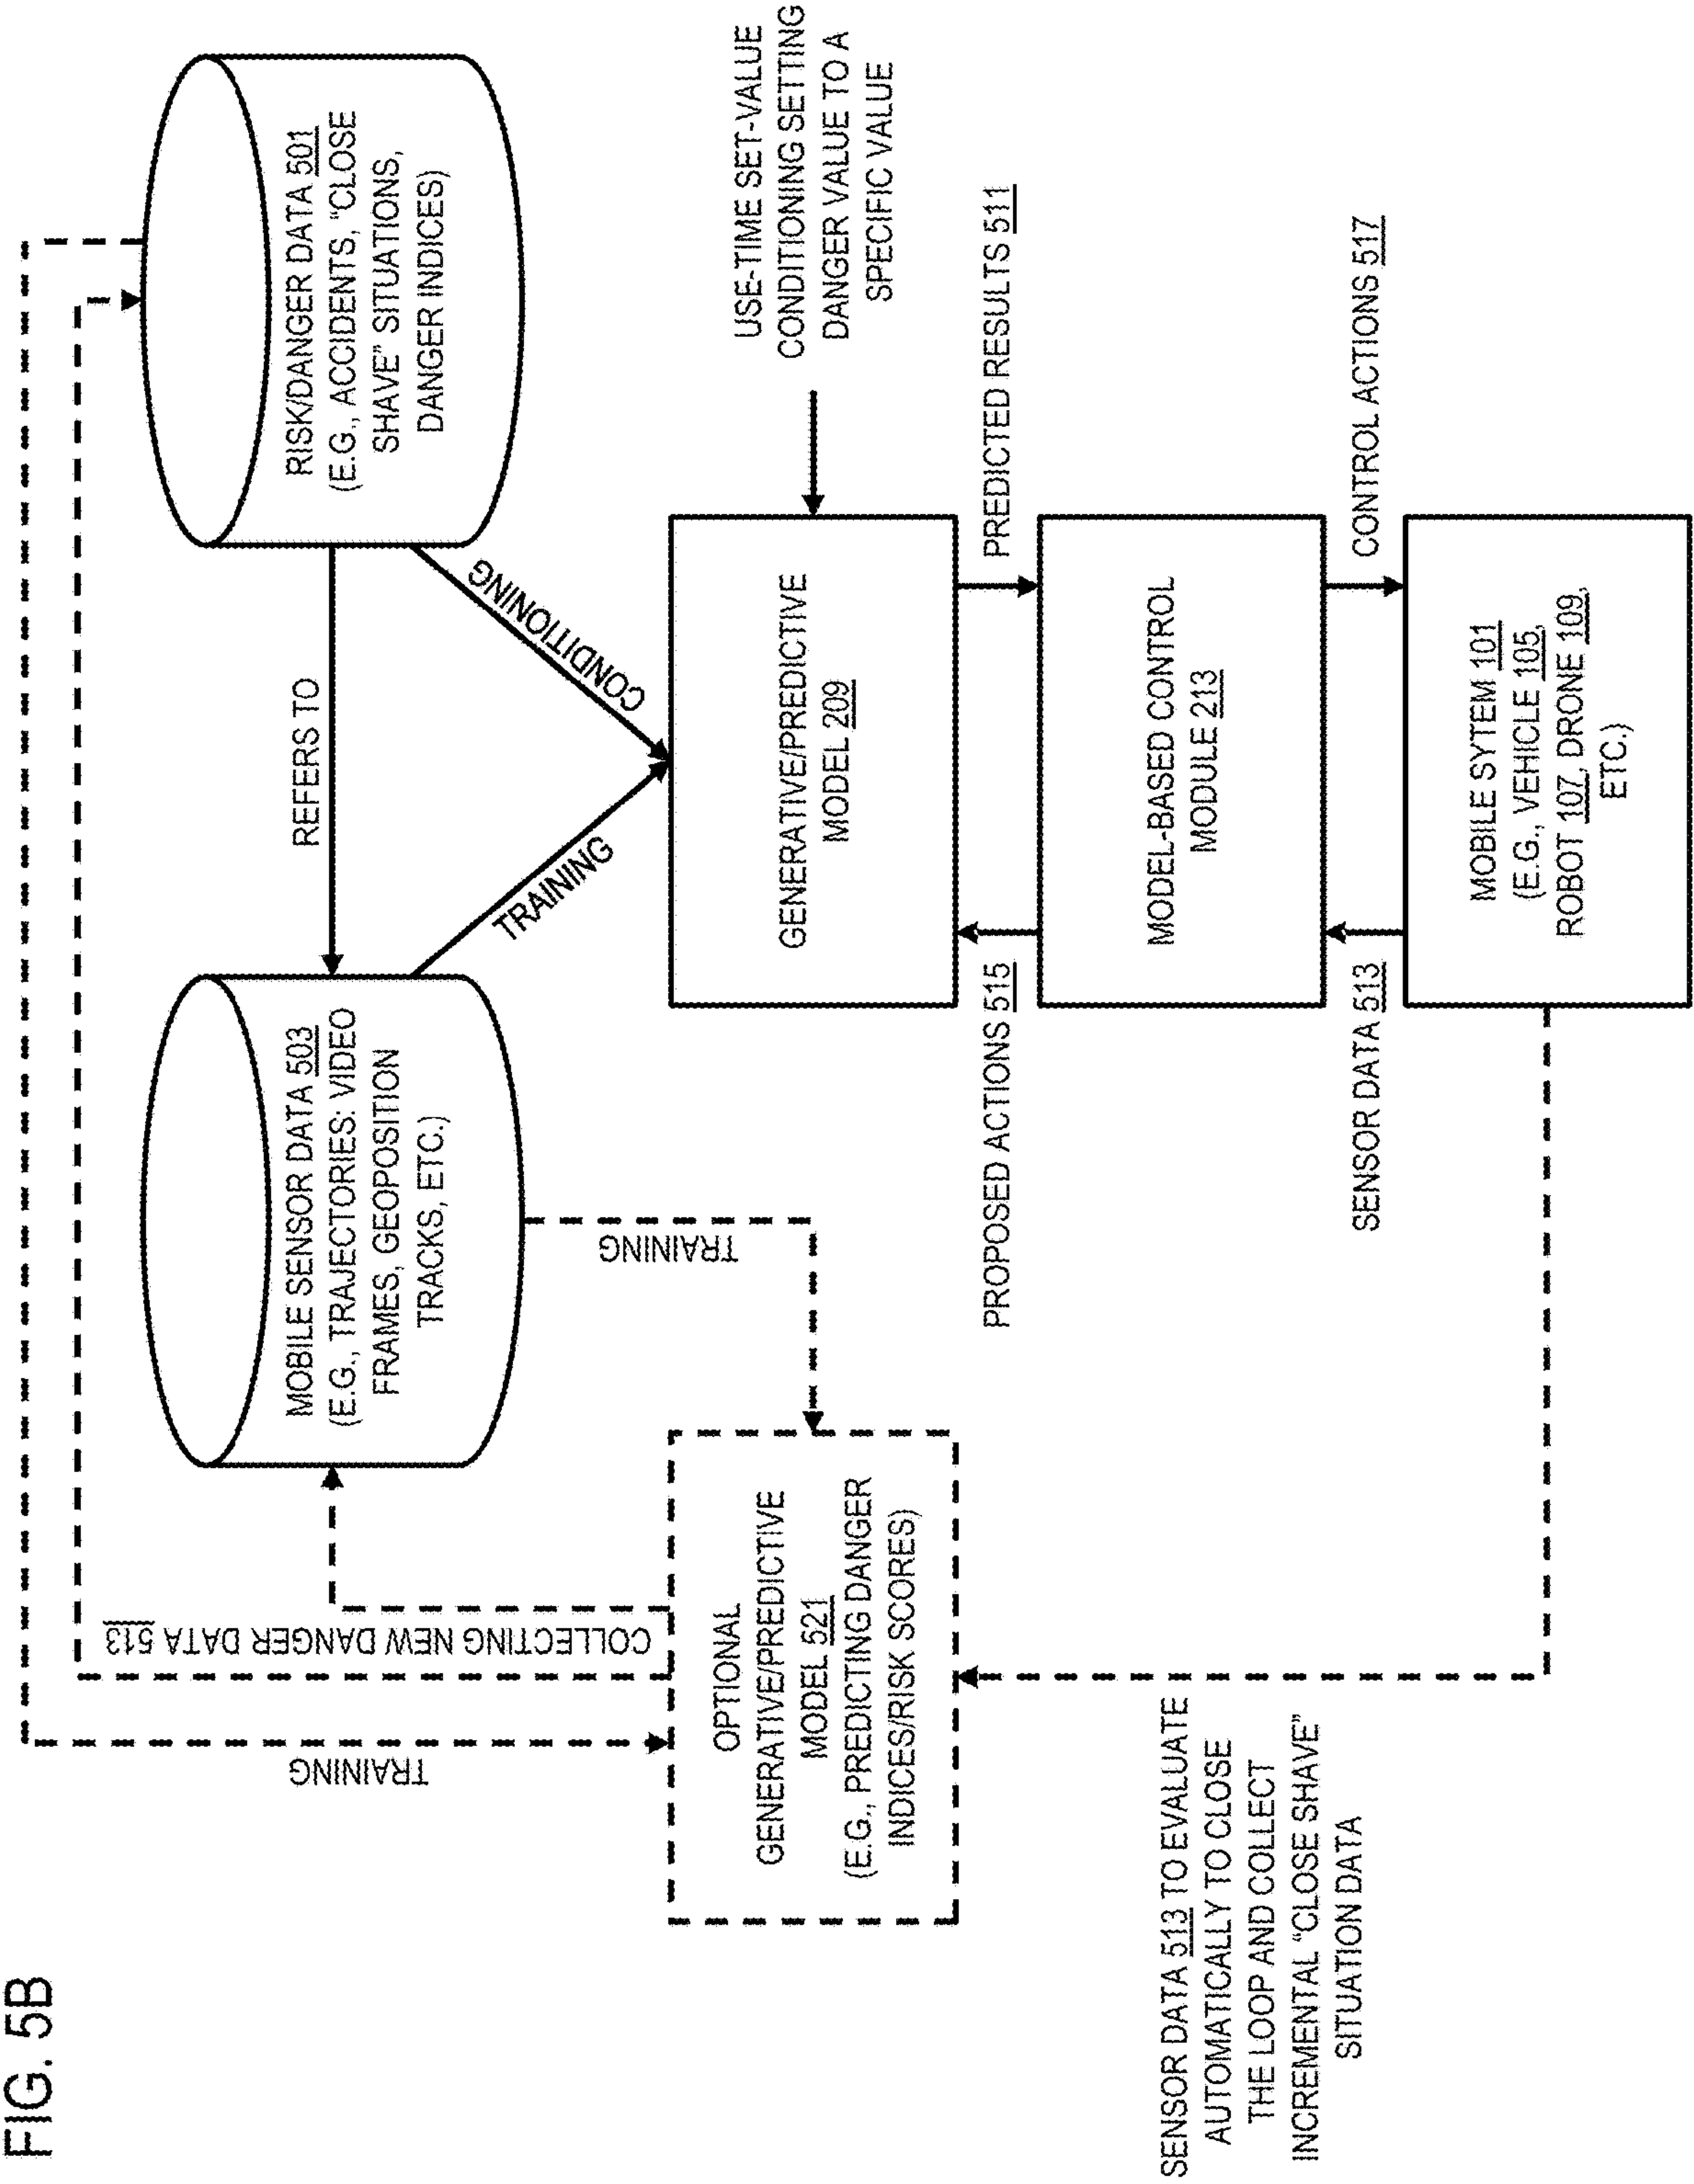 FIG. 5B
MOBILE SENSOR DATA 503
(E.G., TRAJECTORIES: VIDEO
FRAMES, GEOPOSITION
TRACKS, ETC.)
REFERS TO
RISK/DANGER DATA 501
(E.G., ACCIDENTS, "CLOSE
SHAVE" SITUATIONS,
DANGER INDICES)
TRAINING
COLLECTING NEW DANGER DATA 513
TRAINING
TRAINING
CONDITIONING
OPTIONAL
GENERATIVE/PREDICTIVE
MODEL 521
(E.G., PREDICTING DANGER
INDICES/RISK SCORES)
GENERATIVE/PREDICTIVE
MODEL 209
USE-TIME SET-VALUE
CONDITIONING SETTING
DANGER VALUE TO A
SPECIFIC VALUE
PROPOSED ACTIONS 515
PREDICTED RESULTS 511
MODEL-BASED CONTROL
MODULE 213
SENSOR DATA 513
CONTROL ACTIONS 517
SENSOR DATA 513 TO EVALUATE
AUTOMATICALLY TO CLOSE
THE LOOP AND COLLECT
INCREMENTAL "CLOSE SHAVE"
SITUATION DATA
MOBILE SYTEM 101
(E.G., VEHICLE 105,
ROBOT 107, DRONE 109,
ETC.)